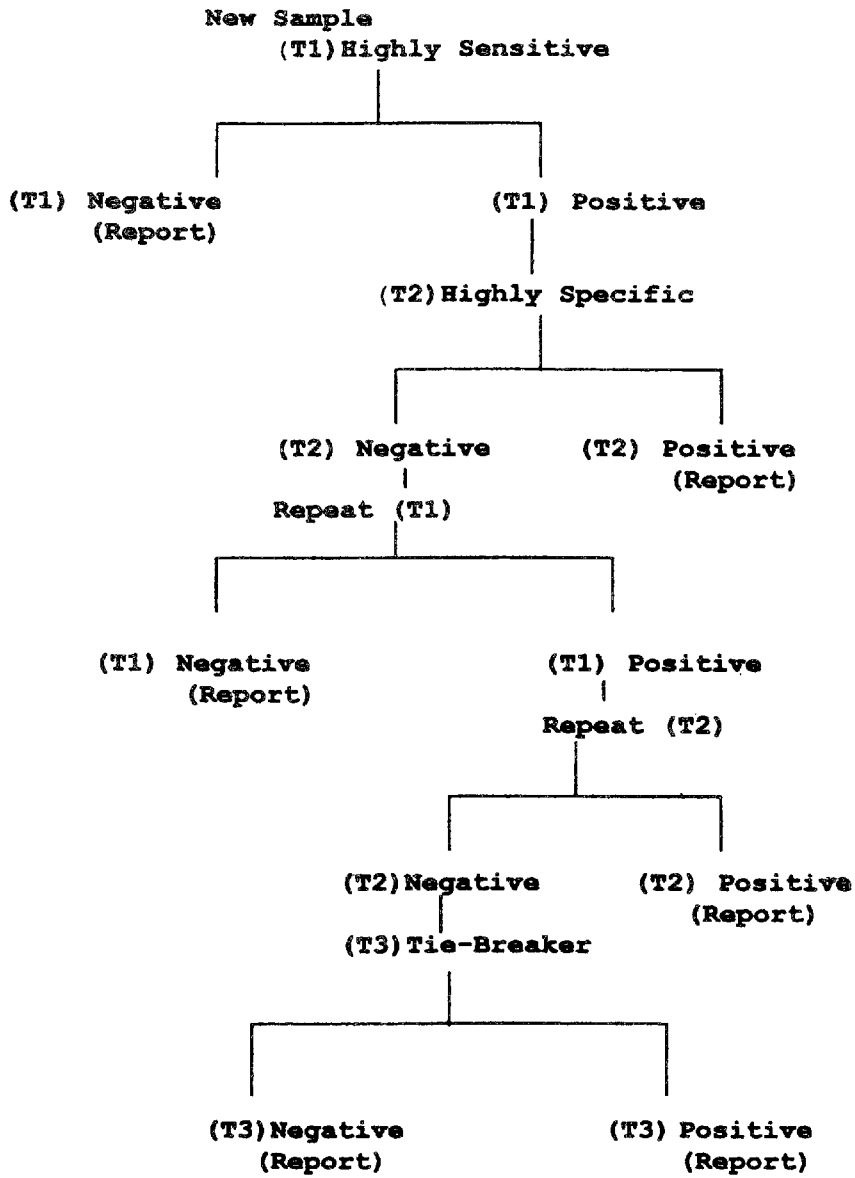 New Sample
(T1)Highly Sensitive
(T1) Negative
(Report)
(T1) Positive
(T2)Highly Specific
(T2) Negative
(T2) Positive
(Report)
Repeat (T1)
(T1) Negative
(Report)
(T1) Positive
Repeat (T2)
(T2)Negative
(T2) Positive
(Report)
(T3)Tie-Breaker
(T3)Negative
(Report)
(T3) Positive
(Report)